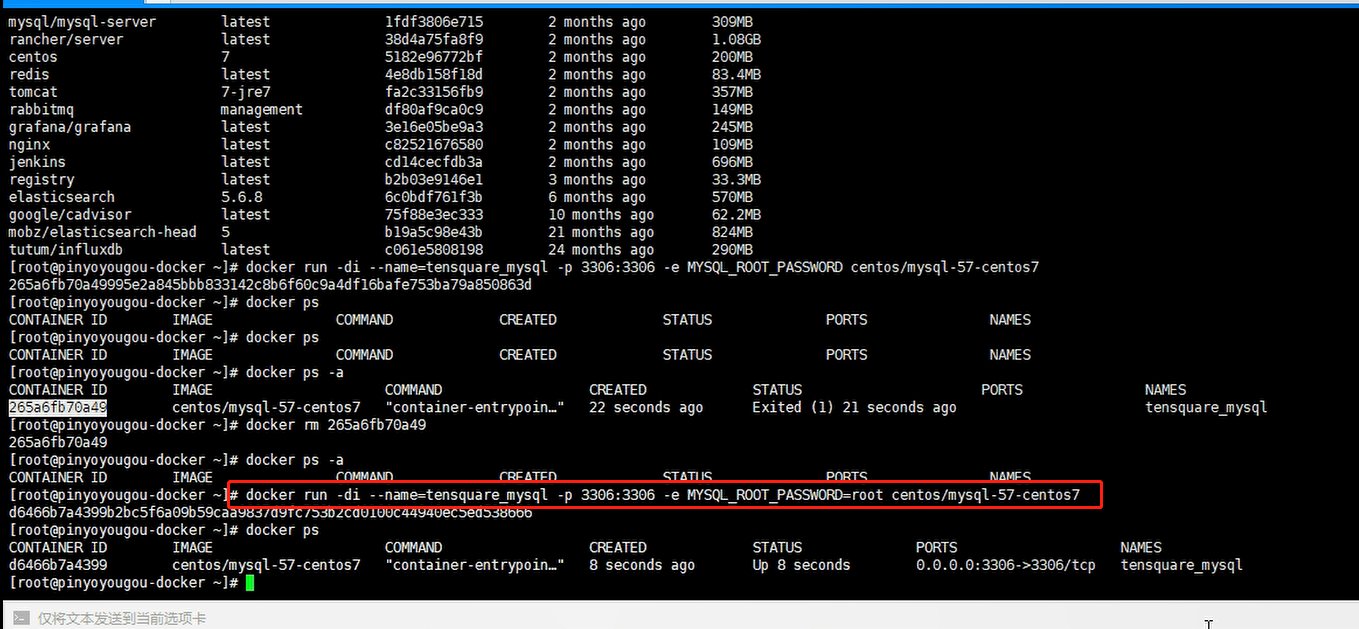 mysql/mysql-server latest 1fdf3806e715 2 months ago 309MB
rancher/server latest 38d4a75fa8f9 2 months ago 1.08GB
centos 7 5182e96772bf 2 months ago 200MB
redis latest 4e8db158f18d 2 months ago 83.4MB
tomcat 7-jre7 fa2c33156fb9 2 months ago 357MB
rabbitmq management df80af9ca0c9 2 months ago 149MB
grafana/grafana latest 3e16e05be9a3 2 months ago 245MB
nginx latest c82521676580 2 months ago 109MB
jenkins latest cd14cecfdb3a 2 months ago 696MB
registry latest b2b03e9146e1 3 months ago 33.3MB
elasticsearch 5.6.8 6c0bdf761f3b 6 months ago 570MB
google/cadvisor latest 75f88e3ec333 10 months ago 62.2MB
mobz/elasticsearch-head 5 b19a5c98e43b 21 months ago 824MB
tutum/influxdb latest c061e5808198 24 months ago 290MB
[root@pinyoyougou-docker ~]# docker run -di --name=tensquare_mysql -p 3306:3306 -e MYSQL_ROOT_PASSWORD centos/mysql-57-centos7
265a6fb70a49995e2a845bbb833142c8b6f60c9a4df16bafe753ba79a850863d
[root@pinyoyougou-docker ~]# docker ps
CONTAINER ID IMAGE COMMAND CREATED STATUS PORTS NAMES
[root@pinyoyougou-docker ~]# docker ps
CONTAINER ID IMAGE COMMAND CREATED STATUS PORTS NAMES
[root@pinyoyougou-docker ~]# docker ps -a
CONTAINER ID IMAGE COMMAND CREATED STATUS PORTS NAMES
265a6fb70a49 centos/mysql-57-centos7 "container-entrypoin…" 22 seconds ago Exited (1) 21 seconds ago tensquare_mysql
[root@pinyoyougou-docker ~]# docker rm 265a6fb70a49
265a6fb70a49
[root@pinyoyougou-docker ~]# docker ps -a
CONTAINER ID IMAGE COMMAND CREATED STATUS PORTS NAMES
[root@pinyoyougou-docker ~]# docker run -di --name=tensquare_mysql -p 3306:3306 -e MYSQL_ROOT_PASSWORD=root centos/mysql-57-centos7
d6466b7a4399b2bc5f6a09b59caa9837d9fc753b2cd0100c44940ec5ed538666
[root@pinyoyougou-docker ~]# docker ps
CONTAINER ID IMAGE COMMAND CREATED STATUS PORTS NAMES
d6466b7a4399 centos/mysql-57-centos7 "container-entrypoin…" 8 seconds ago Up 8 seconds 0.0.0.0:3306->3306/tcp tensquare_mysql
[root@pinyoyougou-docker ~]#
仅将文本发送到当前选项卡